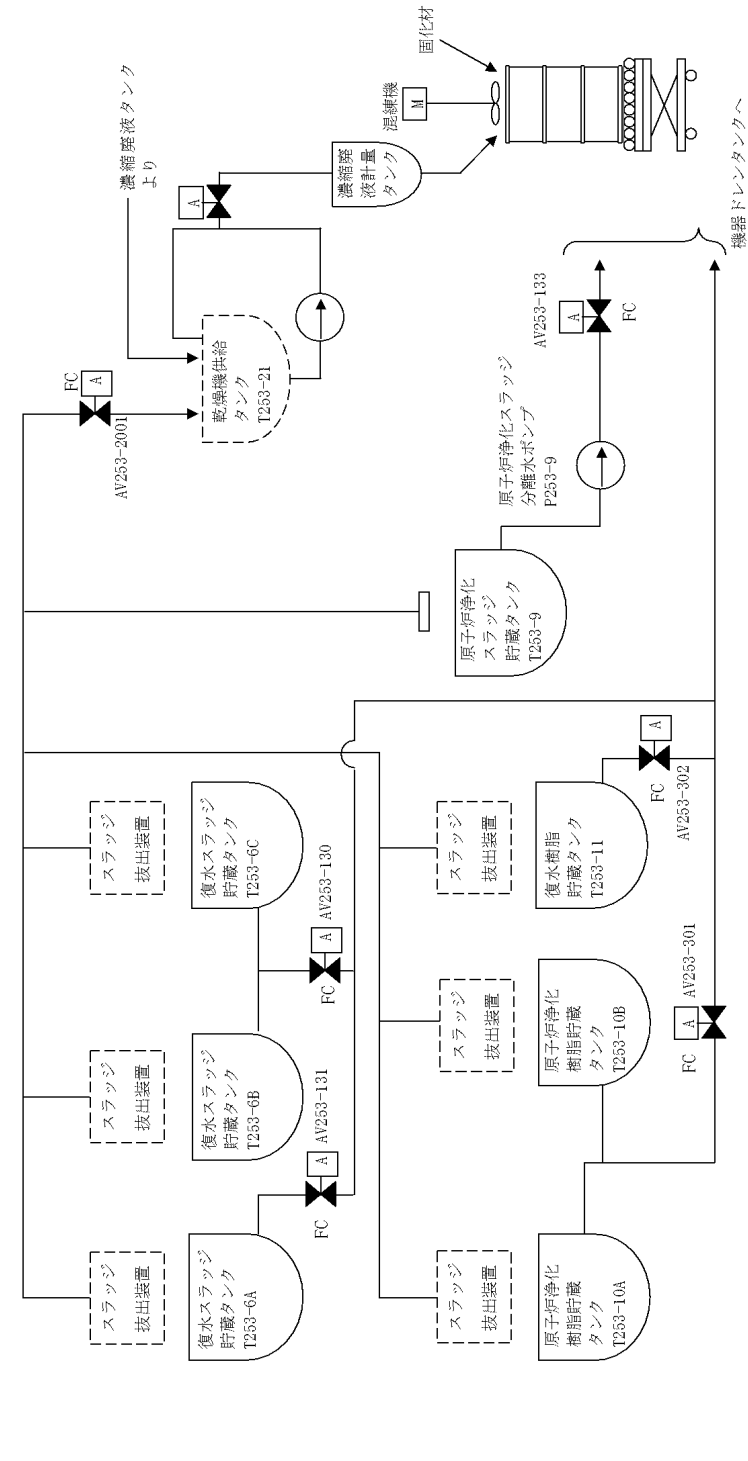 スラッジ
抜出装置
スラッジ
抜出装置
スラッジ
抜出装置
FC
A
AV253-2001
濃縮廃液タンク
より
復水スラッジ
貯蔵タンク
T253-6A
復水スラッジ
貯蔵タンク
T253-6B
復水スラッジ
貯蔵タンク
T253-6C
乾燥機供給
タンク
T253-21
A
FC
A
AV253-131
FC
A
AV253-130
濃縮廃
液計量
タンク
混練機
M
固化材
スラッジ
抜出装置
スラッジ
抜出装置
スラッジ
抜出装置
原子炉浄化
スラッジ
貯蔵タンク
T253-9
原子炉浄化スラッジ
分離水ポンプ
P253-9
AV253-133
A
FC
原子炉浄化
樹脂貯蔵
タンク
T253-10A
原子炉浄化
樹脂貯蔵
タンク
T253-10B
復水樹脂
貯蔵タンク
T253-11
FC
A
AV253-302
FC
A
AV253-301
機器ドレンタンクへ